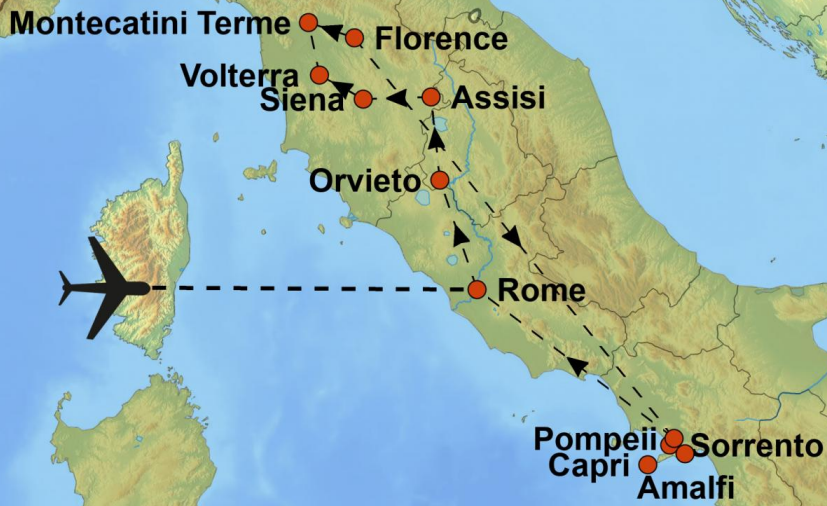 Montecatini Terme
Florence
Volterra
Siena
Assisi
Orvieto
Rome
Pompeii
Sorrento
Capri
Amalfi